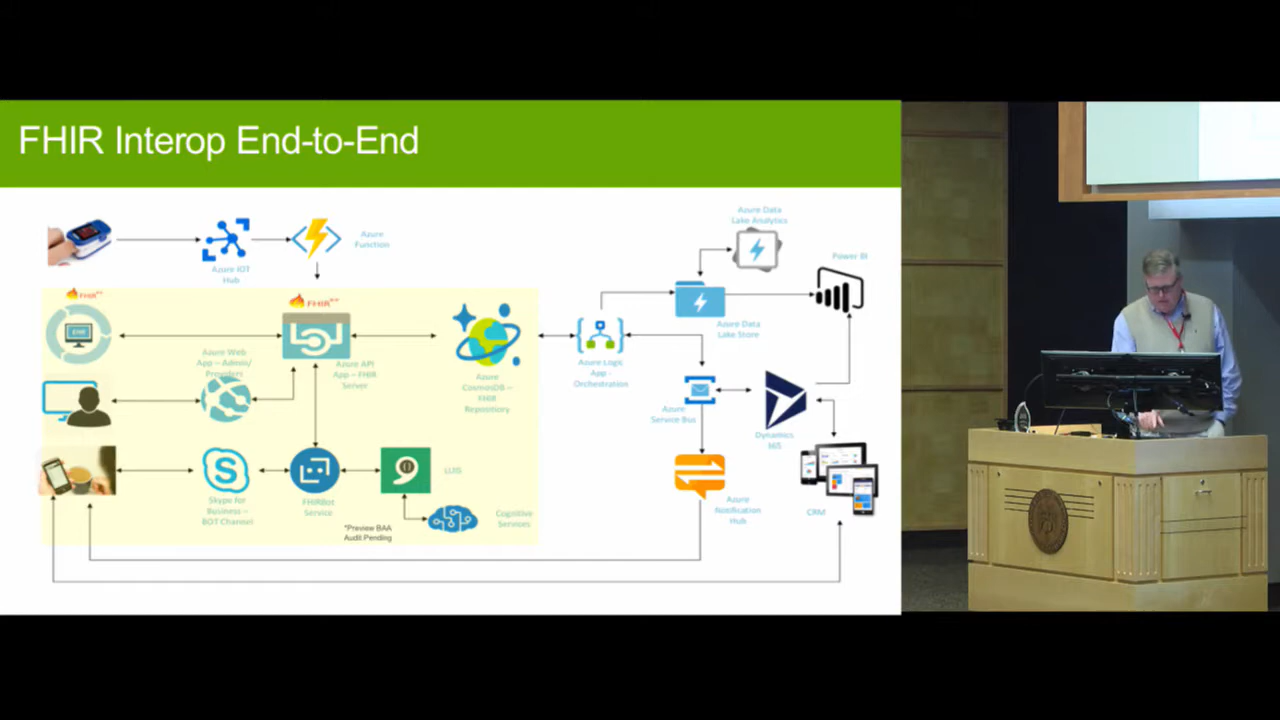 FHIR Interop End-to-End
Azure Data
Lake Analytics
Azure
Function
Azure IOT
Hub
Power BI
FHIR
FHIR
EHR
Azure Data
Lake Store
Azure Web
App – Admin/
Providers
Azure API
App – FHIR
Server
Azure
CosmosDB –
FHIR
Repository
Azure Logic
App -
Orchestration
Azure
Service Bus
Dynamics
365
LUIS
Skype for
Business –
BOT Channel
FHIRBot
Service
Cognitive
Services
*Preview BAA
Audit Pending
Azure
Notification
Hub
CRM